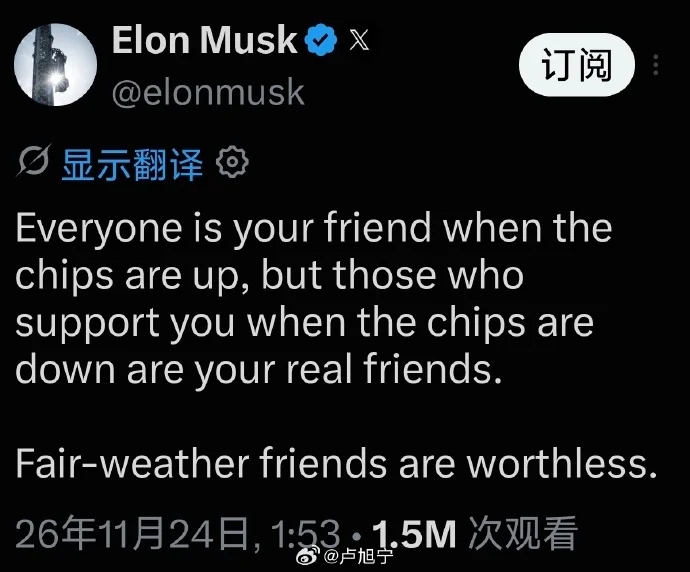 Elon Musk
@elonmusk
订阅
显示翻译
Everyone is your friend when the
chips are up, but those who
support you when the chips are
down are your real friends.
Fair-weather friends are worthless.
26年11月24日, 1:53 · 1.5M 次观看
@卢旭宁